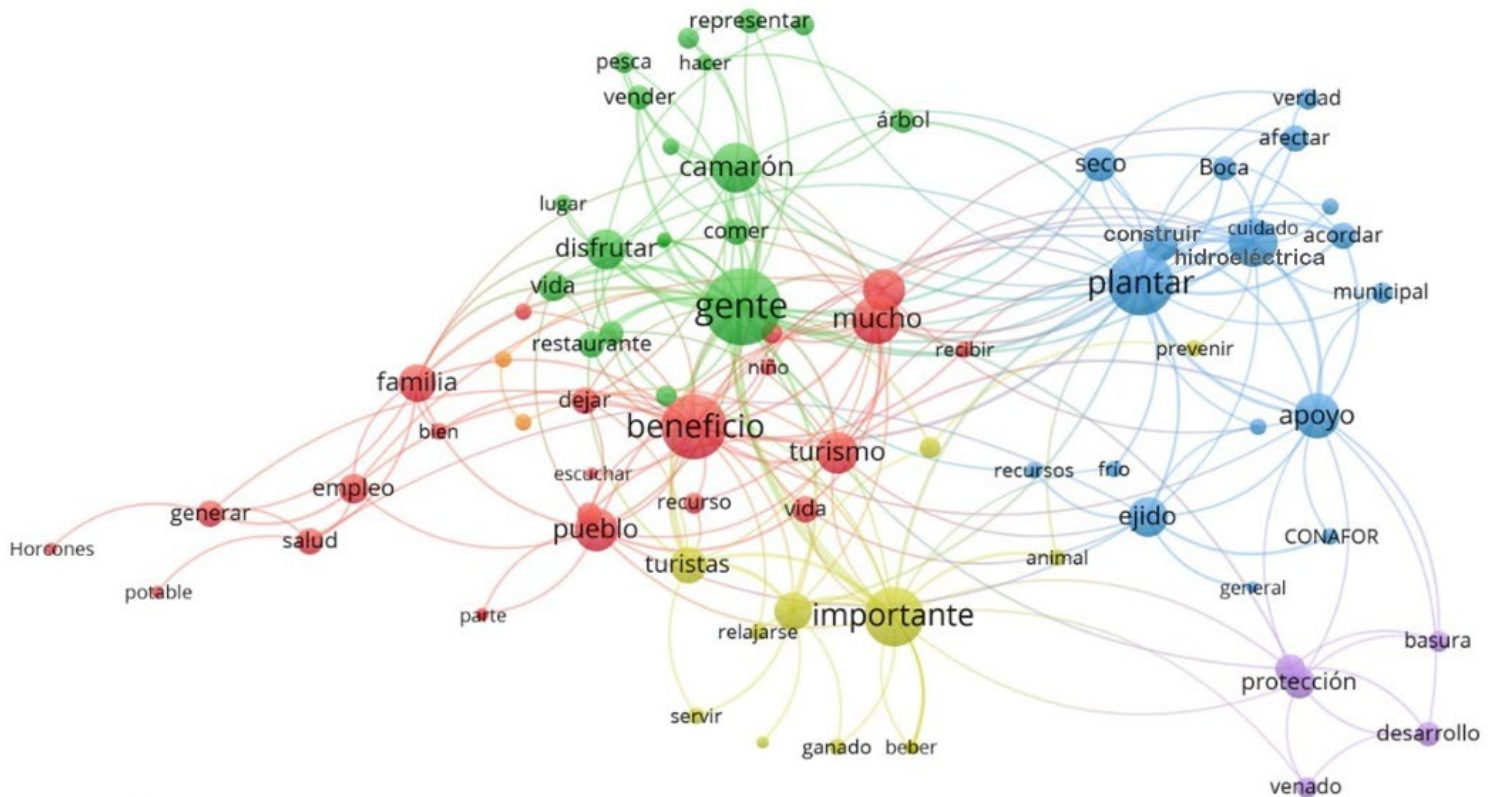 representar
pesca
hacer
vender
verdad
árbol
afectar
camarón
seco
Boca
lugar
comer
disfrutar
construir
cuidado
acordar
hidroeléctrica
vida
plantar
municipal
gente
mucho
restaurante
recibir
prevenir
niño
familia
dejar
beneficio
bien
apoyo
turismo
escuchar
recursos
frío
empleo
recurso
vida
generar
pueblo
ejido
salud
CONAFOR
Horcones
turistas
animal
potable
general
parte
importante
relajarse
basura
protección
servir
desarrollo
ganado
beber
venado